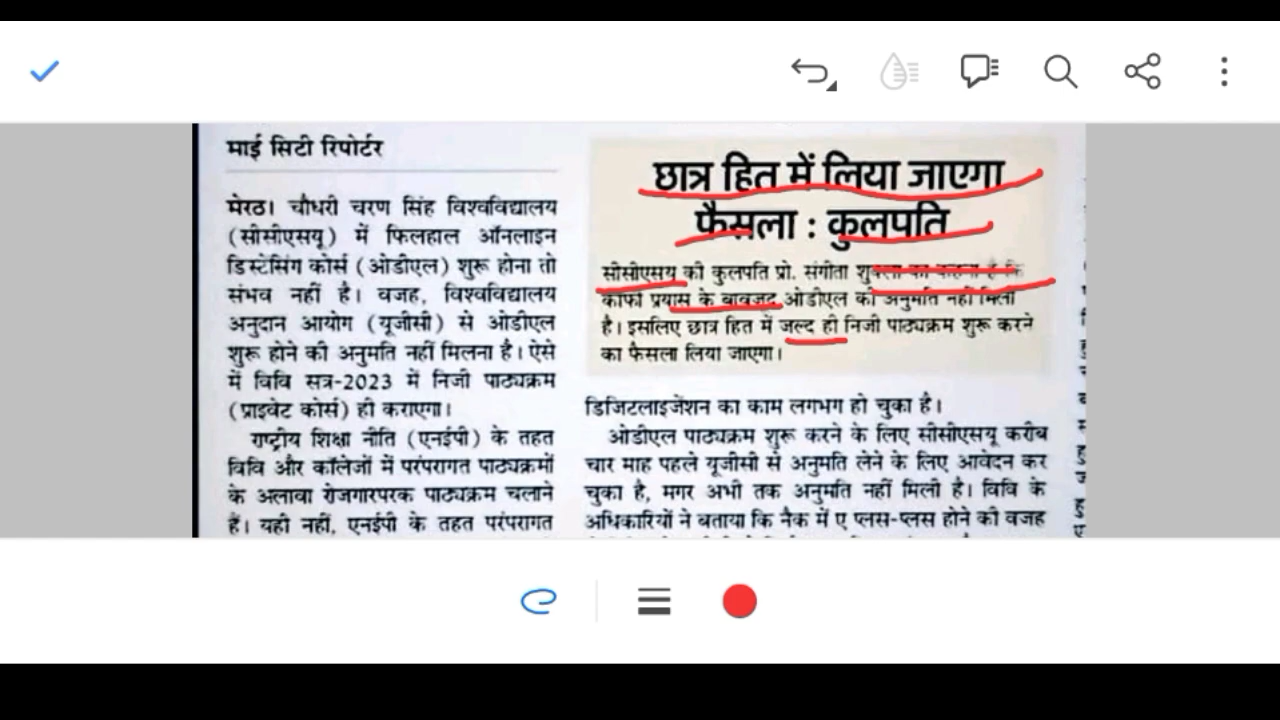 माई सिटी रिपोर्टर
मेरठ। चौधरी चरण सिंह विश्वविद्यालय
(सीसीएसयू) में फिलहाल ऑनलाइन
डिस्टेंसिंग कोर्स (ओडीएल) शुरू होना तो
संभव नहीं है। वजह, विश्वविद्यालय
अनुदान आयोग (यूजीसी) से ओडीएल
शुरू होने की अनुमति नहीं मिलना है। ऐसे
में विवि सत्र-2023 में निजी पाठ्यक्रम
(प्राइवेट कोर्स) ही कराएगा।
राष्ट्रीय शिक्षा नीति (एनईपी) के तहत
विवि और कॉलेजों में परंपरागत पाठ्यक्रमों
के अलावा रोजगारपरक पाठ्यक्रम चलाने
हैं। यही नहीं, एनईपी के तहत परंपरागत
छात्र हित में लिया जाएगा
फैसला : कुलपति
सीसीएसयू की कुलपति प्रो. संगीता शुक्ला का कहना है कि
काफी प्रयास के बावजूद ओडीएल की अनुमति नहीं मिली
है। इसलिए छात्र हित में जल्द ही निजी पाठ्यक्रम शुरू करने
का फैसला लिया जाएगा।
डिजिटलाइजेंशन का काम लगभग हो चुका है।
ओडीएल पाठ्यक्रम शुरू करने के लिए सीसीएसयू करीब
चार माह पहले यूजीसी से अनुमति लेने के लिए आवेदन कर
चुका है, मगर अभी तक अनुमति नहीं मिली है। विवि के
अधिकारियों ने बताया कि नैक में ए प्लस-प्लस होने की वजह